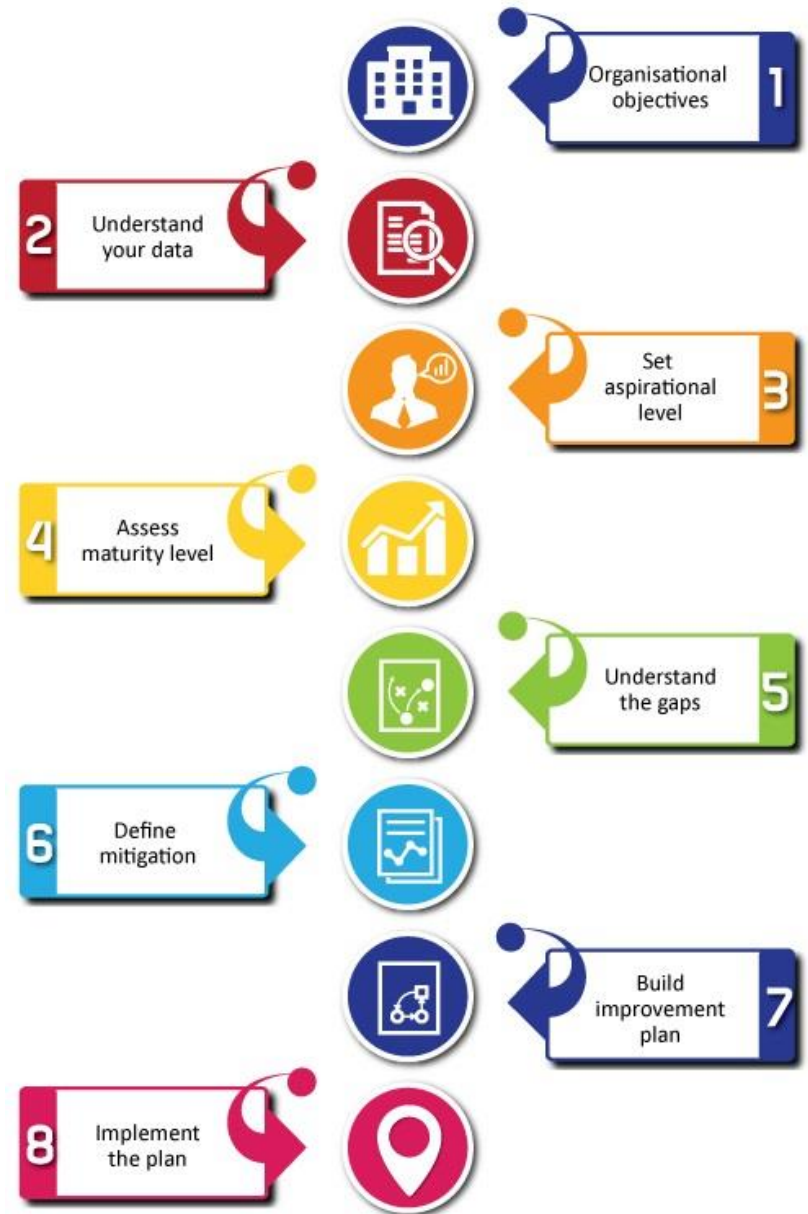 Organisational
objectives
1
2
Understand
your data
Set
aspirational
level
3
4
Assess
maturity level
Understand
the gaps
5
6
Define
mitigation
Build
improvement
plan
7
8
Implement
the plan